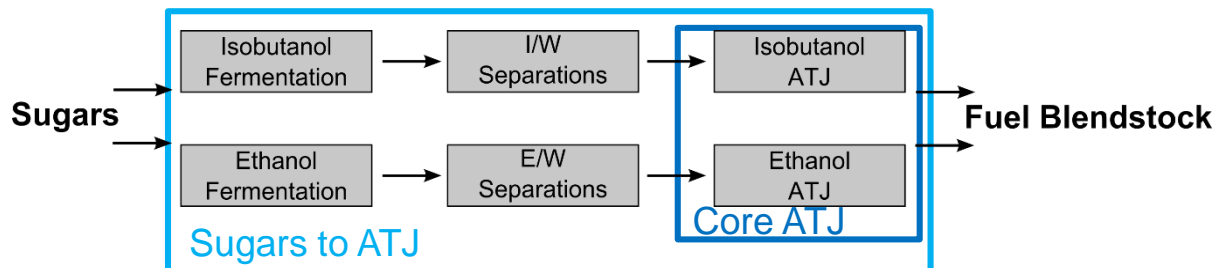 Sugars
Isobutanol
Fermentation
I/W
Separations
Isobutanol
ATJ
Ethanol
Fermentation
E/W
Separations
Ethanol
ATJ
Fuel Blendstock
Core ATJ
Sugars to ATJ